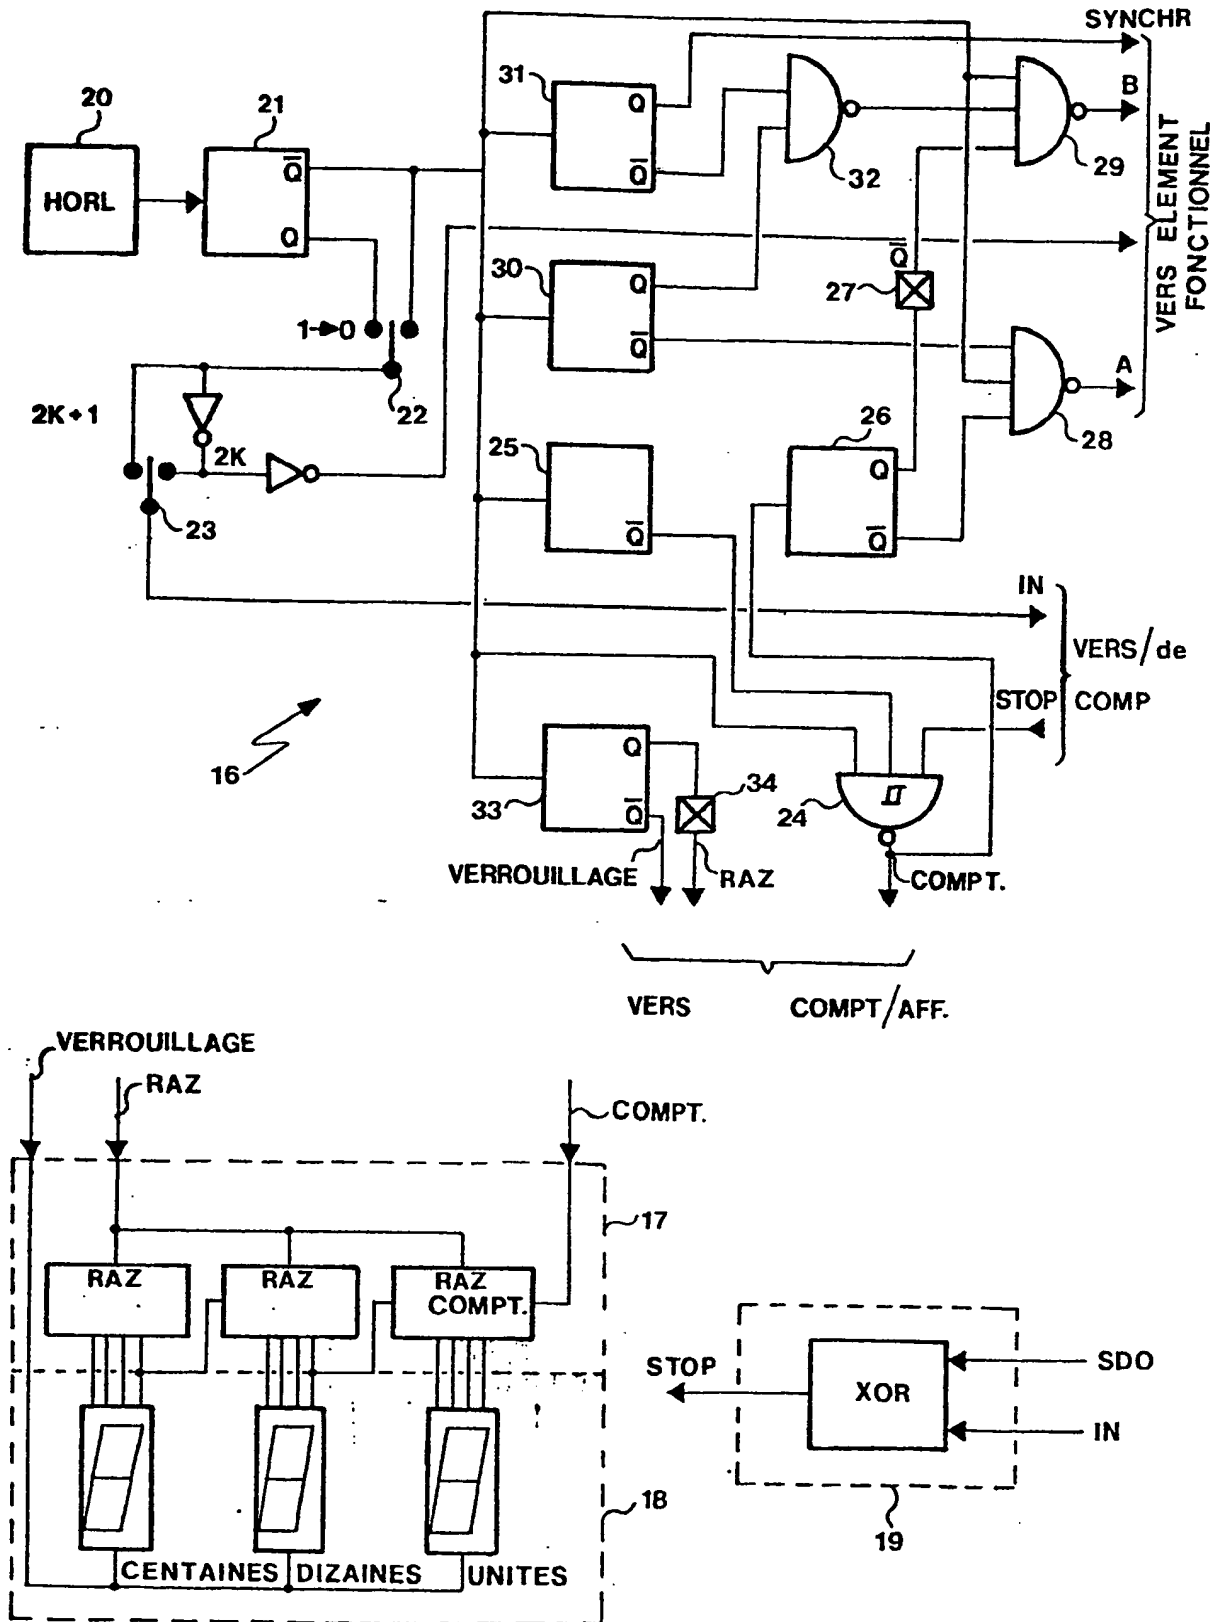 SYNCHR
31
Q
20
21
B
HORL
Q̅
Q̅
32
29
Q
30
Q
Q̅
27
VERS ELEMENT
FONCTIONNEL
1→0
Q̅
22
A
2K+1
26
28
2K
25
Q
23
Q̅
Q̅
IN
VERS/de
STOP
COMP
16
Q
34
24
33
Q̅
VERROUILLAGE
RAZ
COMPT.
VERS
COMPT/AFF.
VERROUILLAGE
RAZ
COMPT.
17
RAZ
RAZ
RAZ
COMPT.
STOP
SDO
XOR
IN
18
19
CENTAINES
DIZAINES
UNITES